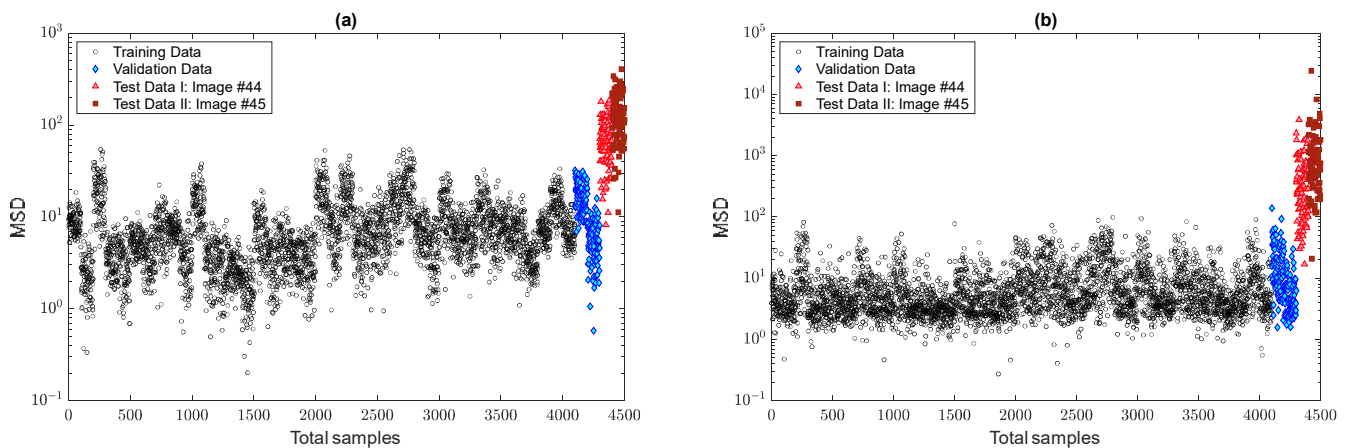 (a)
10^3
10^2
10^1
10^0
10^-1
MSD
Training Data
Validation Data
Test Data I: Image #44
Test Data II: Image #45
0 500 1000 1500 2000 2500 3000 3500 4000 4500
Total samples
(b)
10^5
10^4
10^3
10^2
10^1
10^0
10^-1
MSD
Training Data
Validation Data
Test Data I: Image #44
Test Data II: Image #45
0 500 1000 1500 2000 2500 3000 3500 4000 4500
Total samples